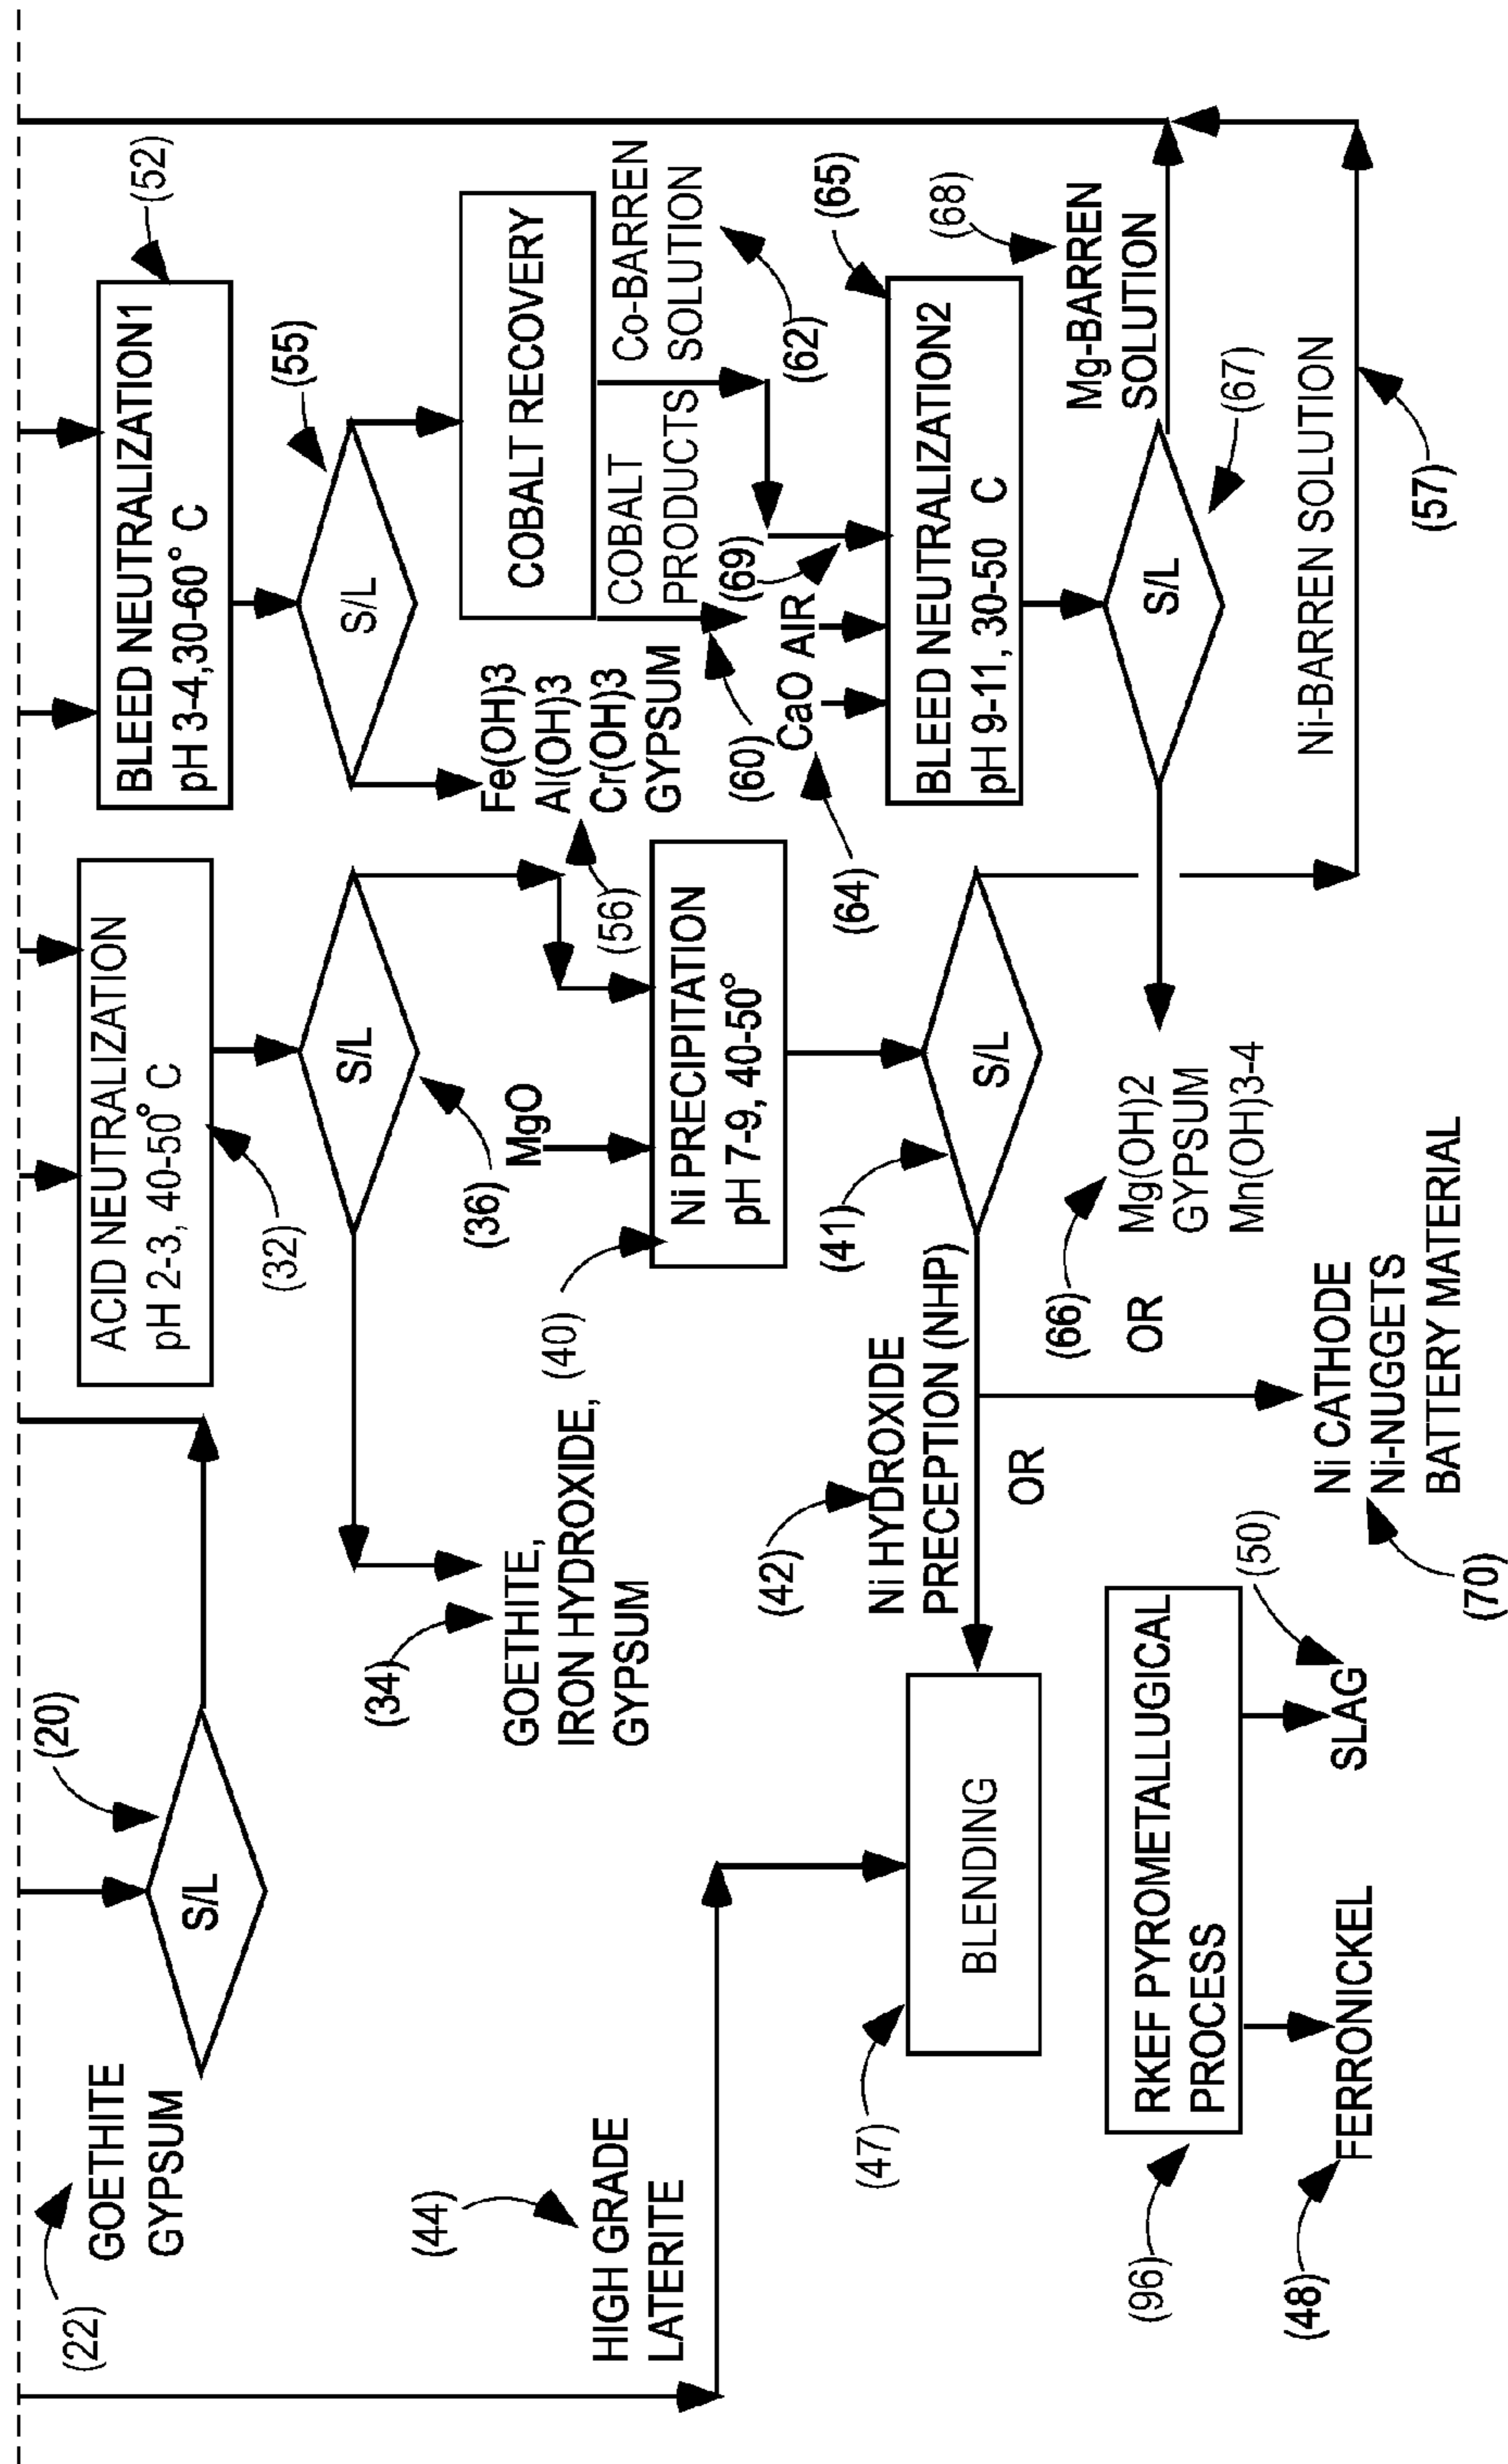 (22)
GOETHITE
GYPSUM
(20)
S/L
ACID NEUTRALIZATION
pH 2-3, 40-50° C
(32)
BLEED NEUTRALIZATION1
pH 3-4,30-60° C
(52)
S/L
(36)
S/L
(55)
(34)
GOETHITE,
IRON HYDROXIDE,
GYPSUM
MgO
Fe(OH)3
Al(OH)3
Cr(OH)3
GYPSUM
(56)
COBALT RECOVERY
COBALT
PRODUCTS
Co-BARREN
SOLUTION
(60)
(62)
(44)
HIGH GRADE
LATERITE
(40)
Ni PRECIPITATION
pH 7-9, 40-50°
(64)
CaO AIR
(69)
(65)
BLEED NEUTRALIZATION2
pH 9-11, 30-50 C
(42)
Ni HYDROXIDE
PRECEPTION (NHP)
OR
(41)
S/L
(47)
BLENDING
(66)
Mg(OH)2
GYPSUM
Mn(OH)3-4
OR
S/L
(67)
(68)
Mg-BARREN
SOLUTION
Ni-BARREN SOLUTION
(57)
(96)
RKEF PYROMETALLUGICAL
PROCESS
(50)
(48)
FERRONICKEL
SLAG
Ni CATHODE
Ni-NUGGETS
BATTERY MATERIAL
(70)